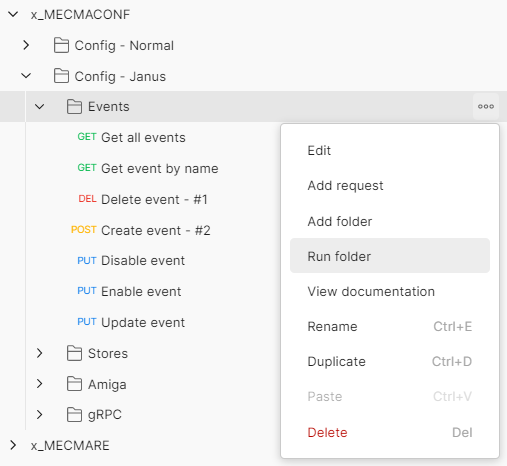 x_MECMACONF
Config - Normal
Config - Janus
Events
GET Get all events
GET Get event by name
DEL Delete event - #1
POST Create event - #2
PUT Disable event
PUT Enable event
PUT Update event
Stores
Amiga
gRPC
x_MECMARE
Edit
Add request
Add folder
Run folder
View documentation
Rename Ctrl+E
Duplicate Ctrl+D
Paste Ctrl+V
Delete Del